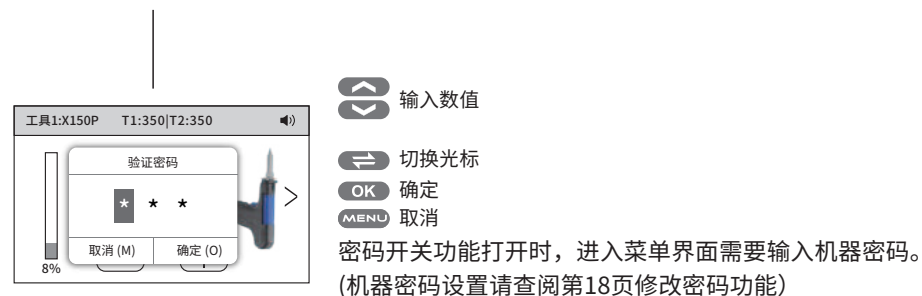 工具1:X150P T1:350|T2:350
验证密码
* * *
取消 (M) 确定 (O)
8%
输入数值
切换光标
OK 确定
MENU 取消
密码开关功能打开时，进入菜单界面需要输入机器密码。
(机器密码设置请查阅第18页修改密码功能）